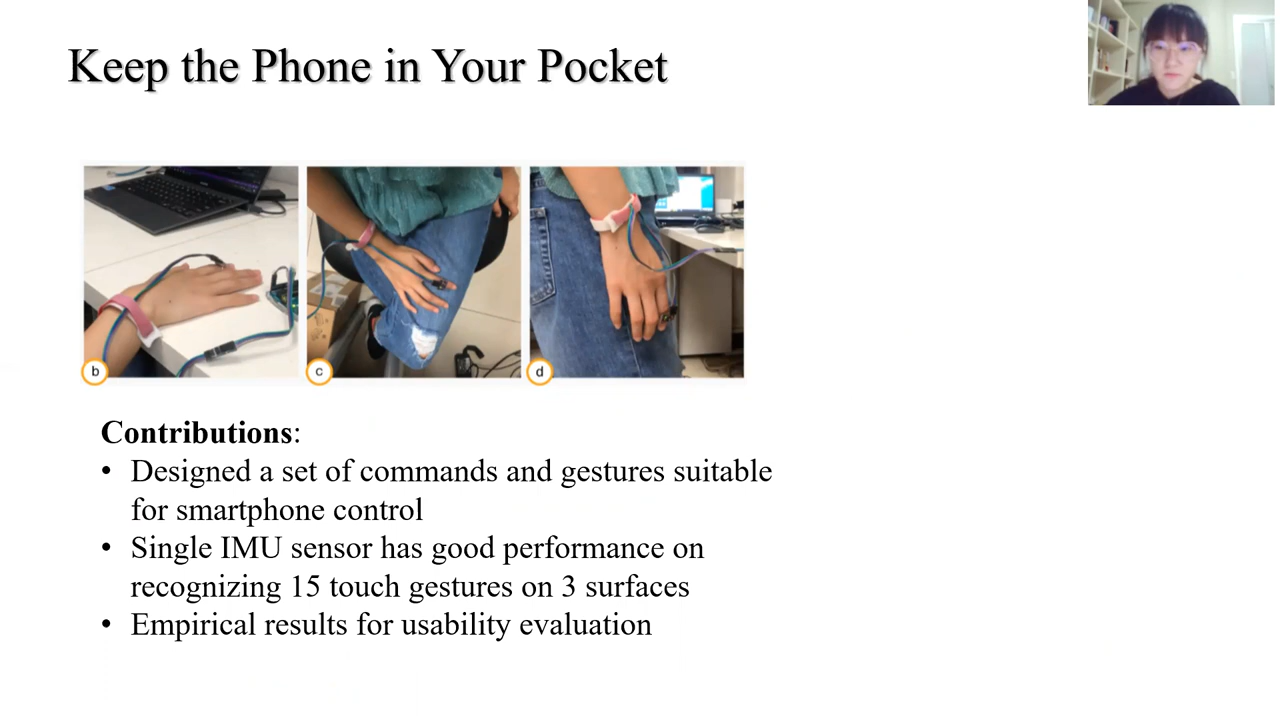 Keep the Phone in Your Pocket
b
c
d
Contributions:
• Designed a set of commands and gestures suitable
for smartphone control
• Single IMU sensor has good performance on
recognizing 15 touch gestures on 3 surfaces
• Empirical results for usability evaluation